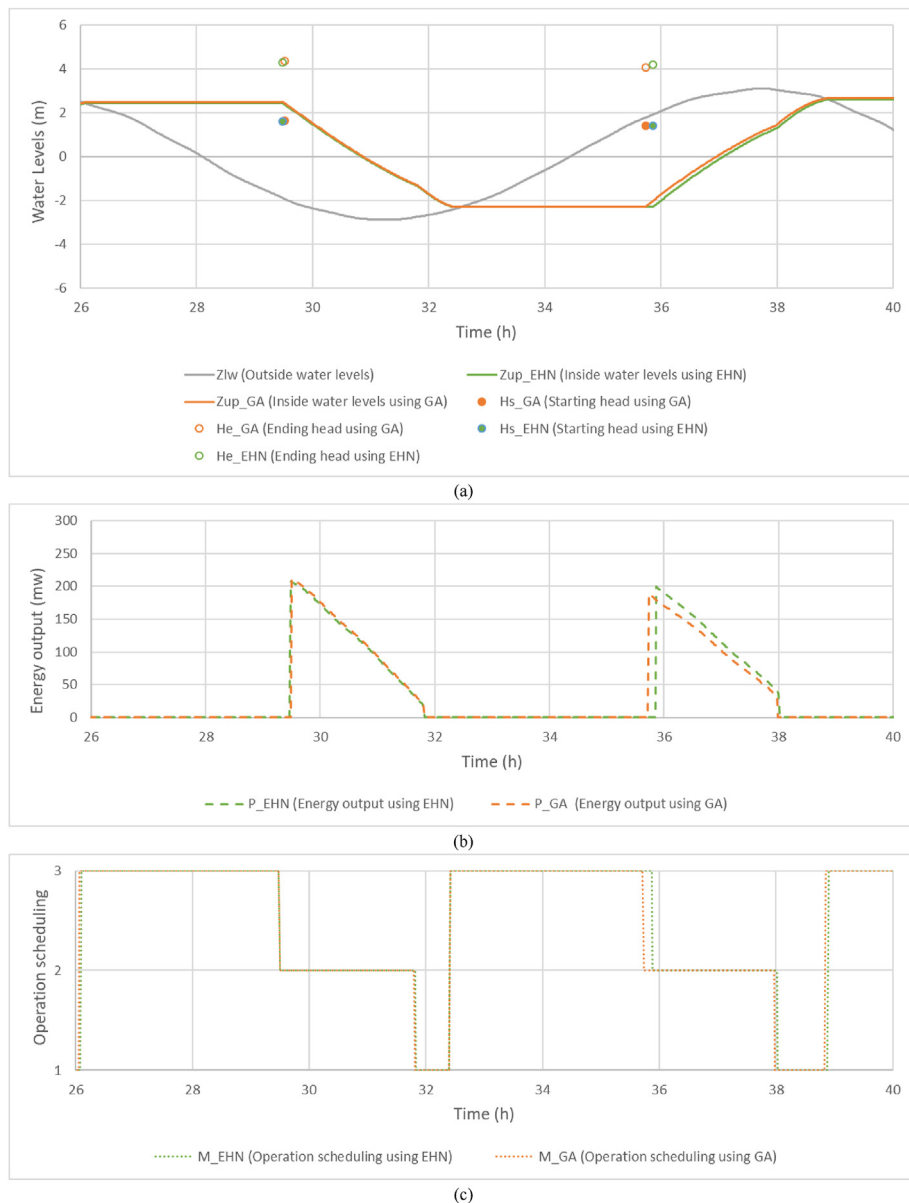 6
4
2
0
-2
-4
-6
Water Levels (m)
26 28 30 32 34 36 38 40
Time (h)
Zlw (Outside water levels) Zup_EHN (Inside water levels using EHN)
Zup_GA (Inside water levels using GA) Hs_GA (Starting head using GA)
He_GA (Ending head using GA) Hs_EHN (Starting head using EHN)
He_EHN (Ending head using EHN)
(a)
300
250
200
150
100
50
0
Energy output (mw)
26 28 30 32 34 36 38 40
Time (h)
P_EHN (Energy output using EHN) P_GA (Energy output using GA)
(b)
3
2
1
Operation scheduling
26 28 30 32 34 36 38 40
Time (h)
M_EHN (Operation scheduling using EHN) M_GA (Operation scheduling using GA)
(c)